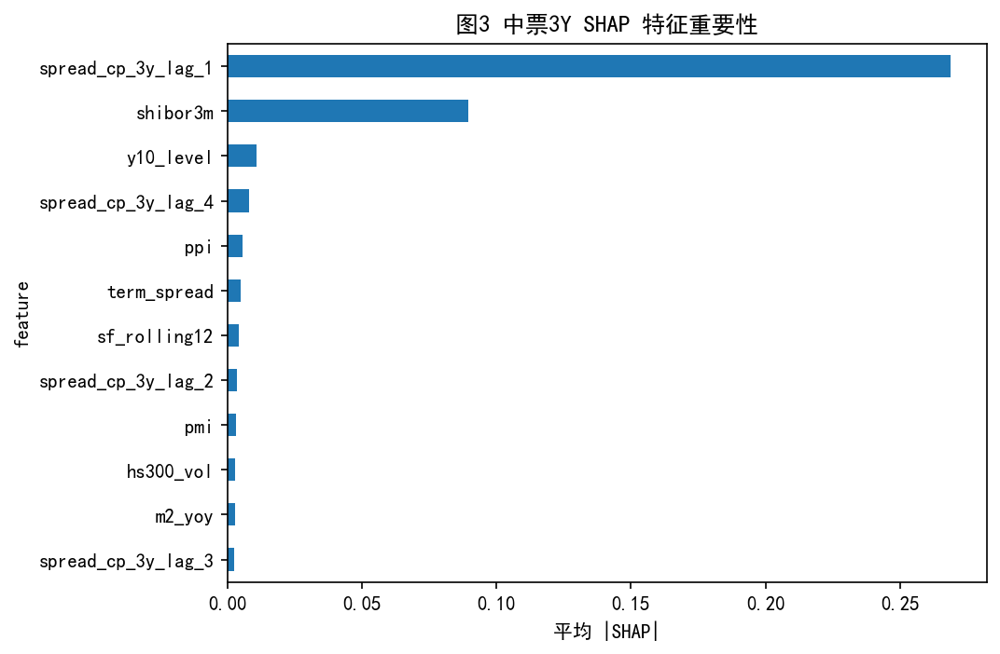 图3 中票3Y SHAP 特征重要性
feature
spread_cp_3y_lag_1
shibor3m
y10_level
spread_cp_3y_lag_4
ppi
term_spread
sf_rolling12
spread_cp_3y_lag_2
pmi
hs300_vol
m2_yoy
spread_cp_3y_lag_3
0.00 0.05 0.10 0.15 0.20 0.25
平均 |SHAP|